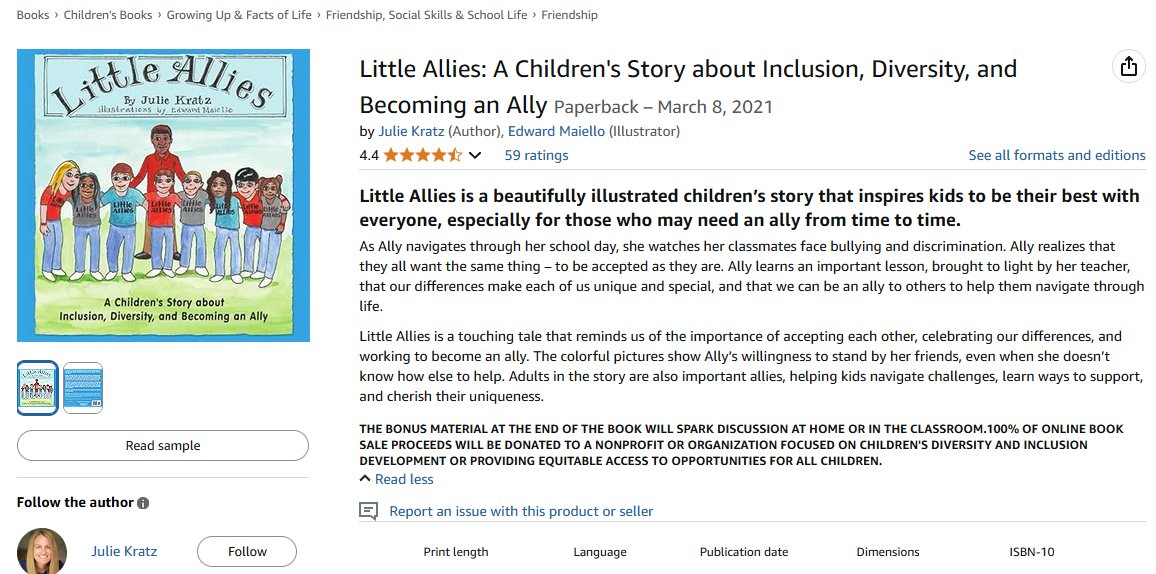 Books › Children's Books › Growing Up & Facts of Life › Friendship, Social Skills & School Life › Friendship
Little Allies
By Julie Kratz
illustrations by Edward Maiello
Little Allies
Little Allies
Little Allies
Little Allies
Little Allies
A Children's Story about
Inclusion, Diversity, and Becoming an Ally
Read sample
Follow the author
Julie Kratz
Follow
Little Allies: A Children's Story about Inclusion, Diversity, and
Becoming an Ally Paperback – March 8, 2021
by Julie Kratz (Author), Edward Maiello (Illustrator)
4.4 59 ratings
See all formats and editions
Little Allies is a beautifully illustrated children’s story that inspires kids to be their best with
everyone, especially for those who may need an ally from time to time.
As Ally navigates through her school day, she watches her classmates face bullying and discrimination. Ally realizes that
they all want the same thing – to be accepted as they are. Ally learns an important lesson, brought to light by her teacher,
that our differences make each of us unique and special, and that we can be an ally to others to help them navigate through
life.
Little Allies is a touching tale that reminds us of the importance of accepting each other, celebrating our differences, and
working to become an ally. The colorful pictures show Ally’s willingness to stand by her friends, even when she doesn’t
know how else to help. Adults in the story are also important allies, helping kids navigate challenges, learn ways to support,
and cherish their uniqueness.
THE BONUS MATERIAL AT THE END OF THE BOOK WILL SPARK DISCUSSION AT HOME OR IN THE CLASSROOM.100% OF ONLINE BOOK
SALE PROCEEDS WILL BE DONATED TO A NONPROFIT OR ORGANIZATION FOCUSED ON CHILDREN'S DIVERSITY AND INCLUSION
DEVELOPMENT OR PROVIDING EQUITABLE ACCESS TO OPPORTUNITIES FOR ALL CHILDREN.
Read less
Report an issue with this product or seller
Print length Language Publication date Dimensions ISBN-10